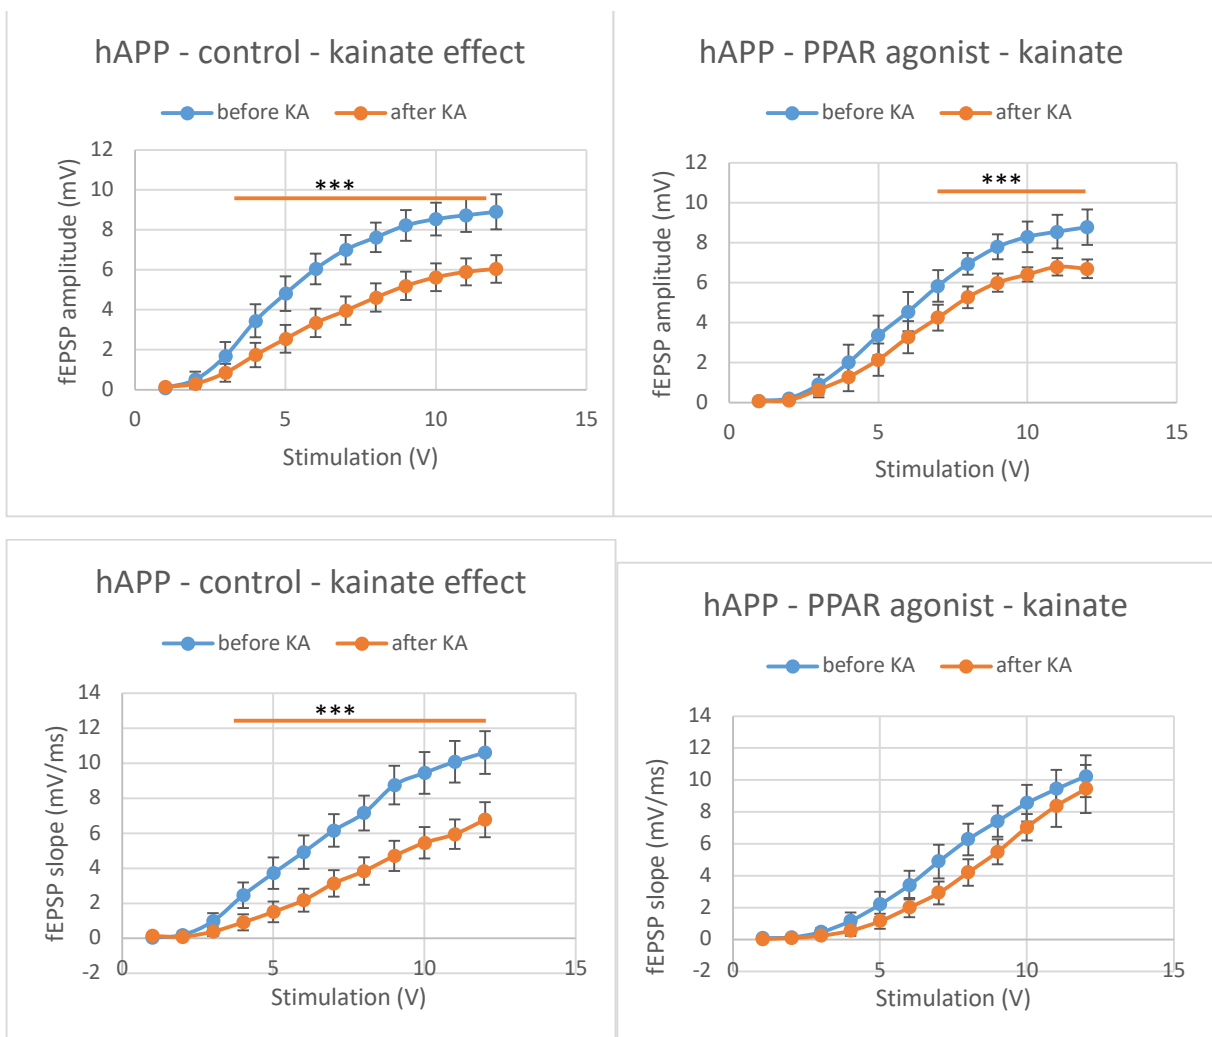 hAPP - control - kainate effect
before KA after KA
fEPSP amplitude (mV)
12
10
8
6
4
2
0
***
0 5 10 15
Stimulation (V)
hAPP - PPAR agonist - kainate
before KA after KA
fEPSP amplitude (mV)
12
10
8
6
4
2
0
***
0 5 10 15
Stimulation (V)
hAPP - control - kainate effect
before KA after KA
fEPSP slope (mV/ms)
14
12
10
8
6
4
2
0
-2
***
0 5 10 15
Stimulation (V)
hAPP - PPAR agonist - kainate
before KA after KA
fEPSP slope (mV/ms)
14
12
10
8
6
4
2
0
-2
0 5 10 15
Stimulation (V)